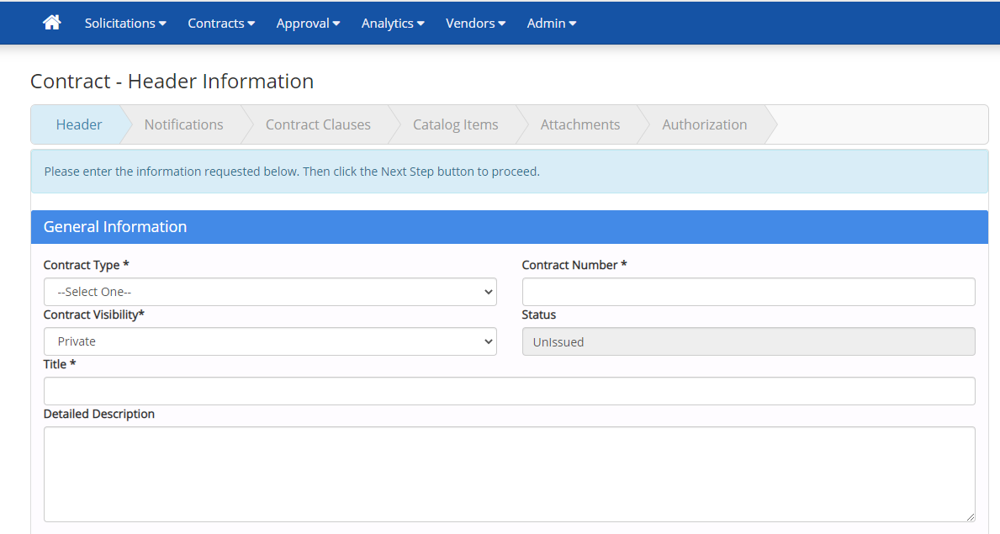 Solicitations Contracts Approval Analytics Vendors Admin
Contract - Header Information
Header Notifications Contract Clauses Catalog Items Attachments Authorization
Please enter the information requested below. Then click the Next Step button to proceed.
General Information
Contract Type * Contract Number *
--Select One--
Contract Visibility* Status
Private UnIssued
Title *
Detailed Description